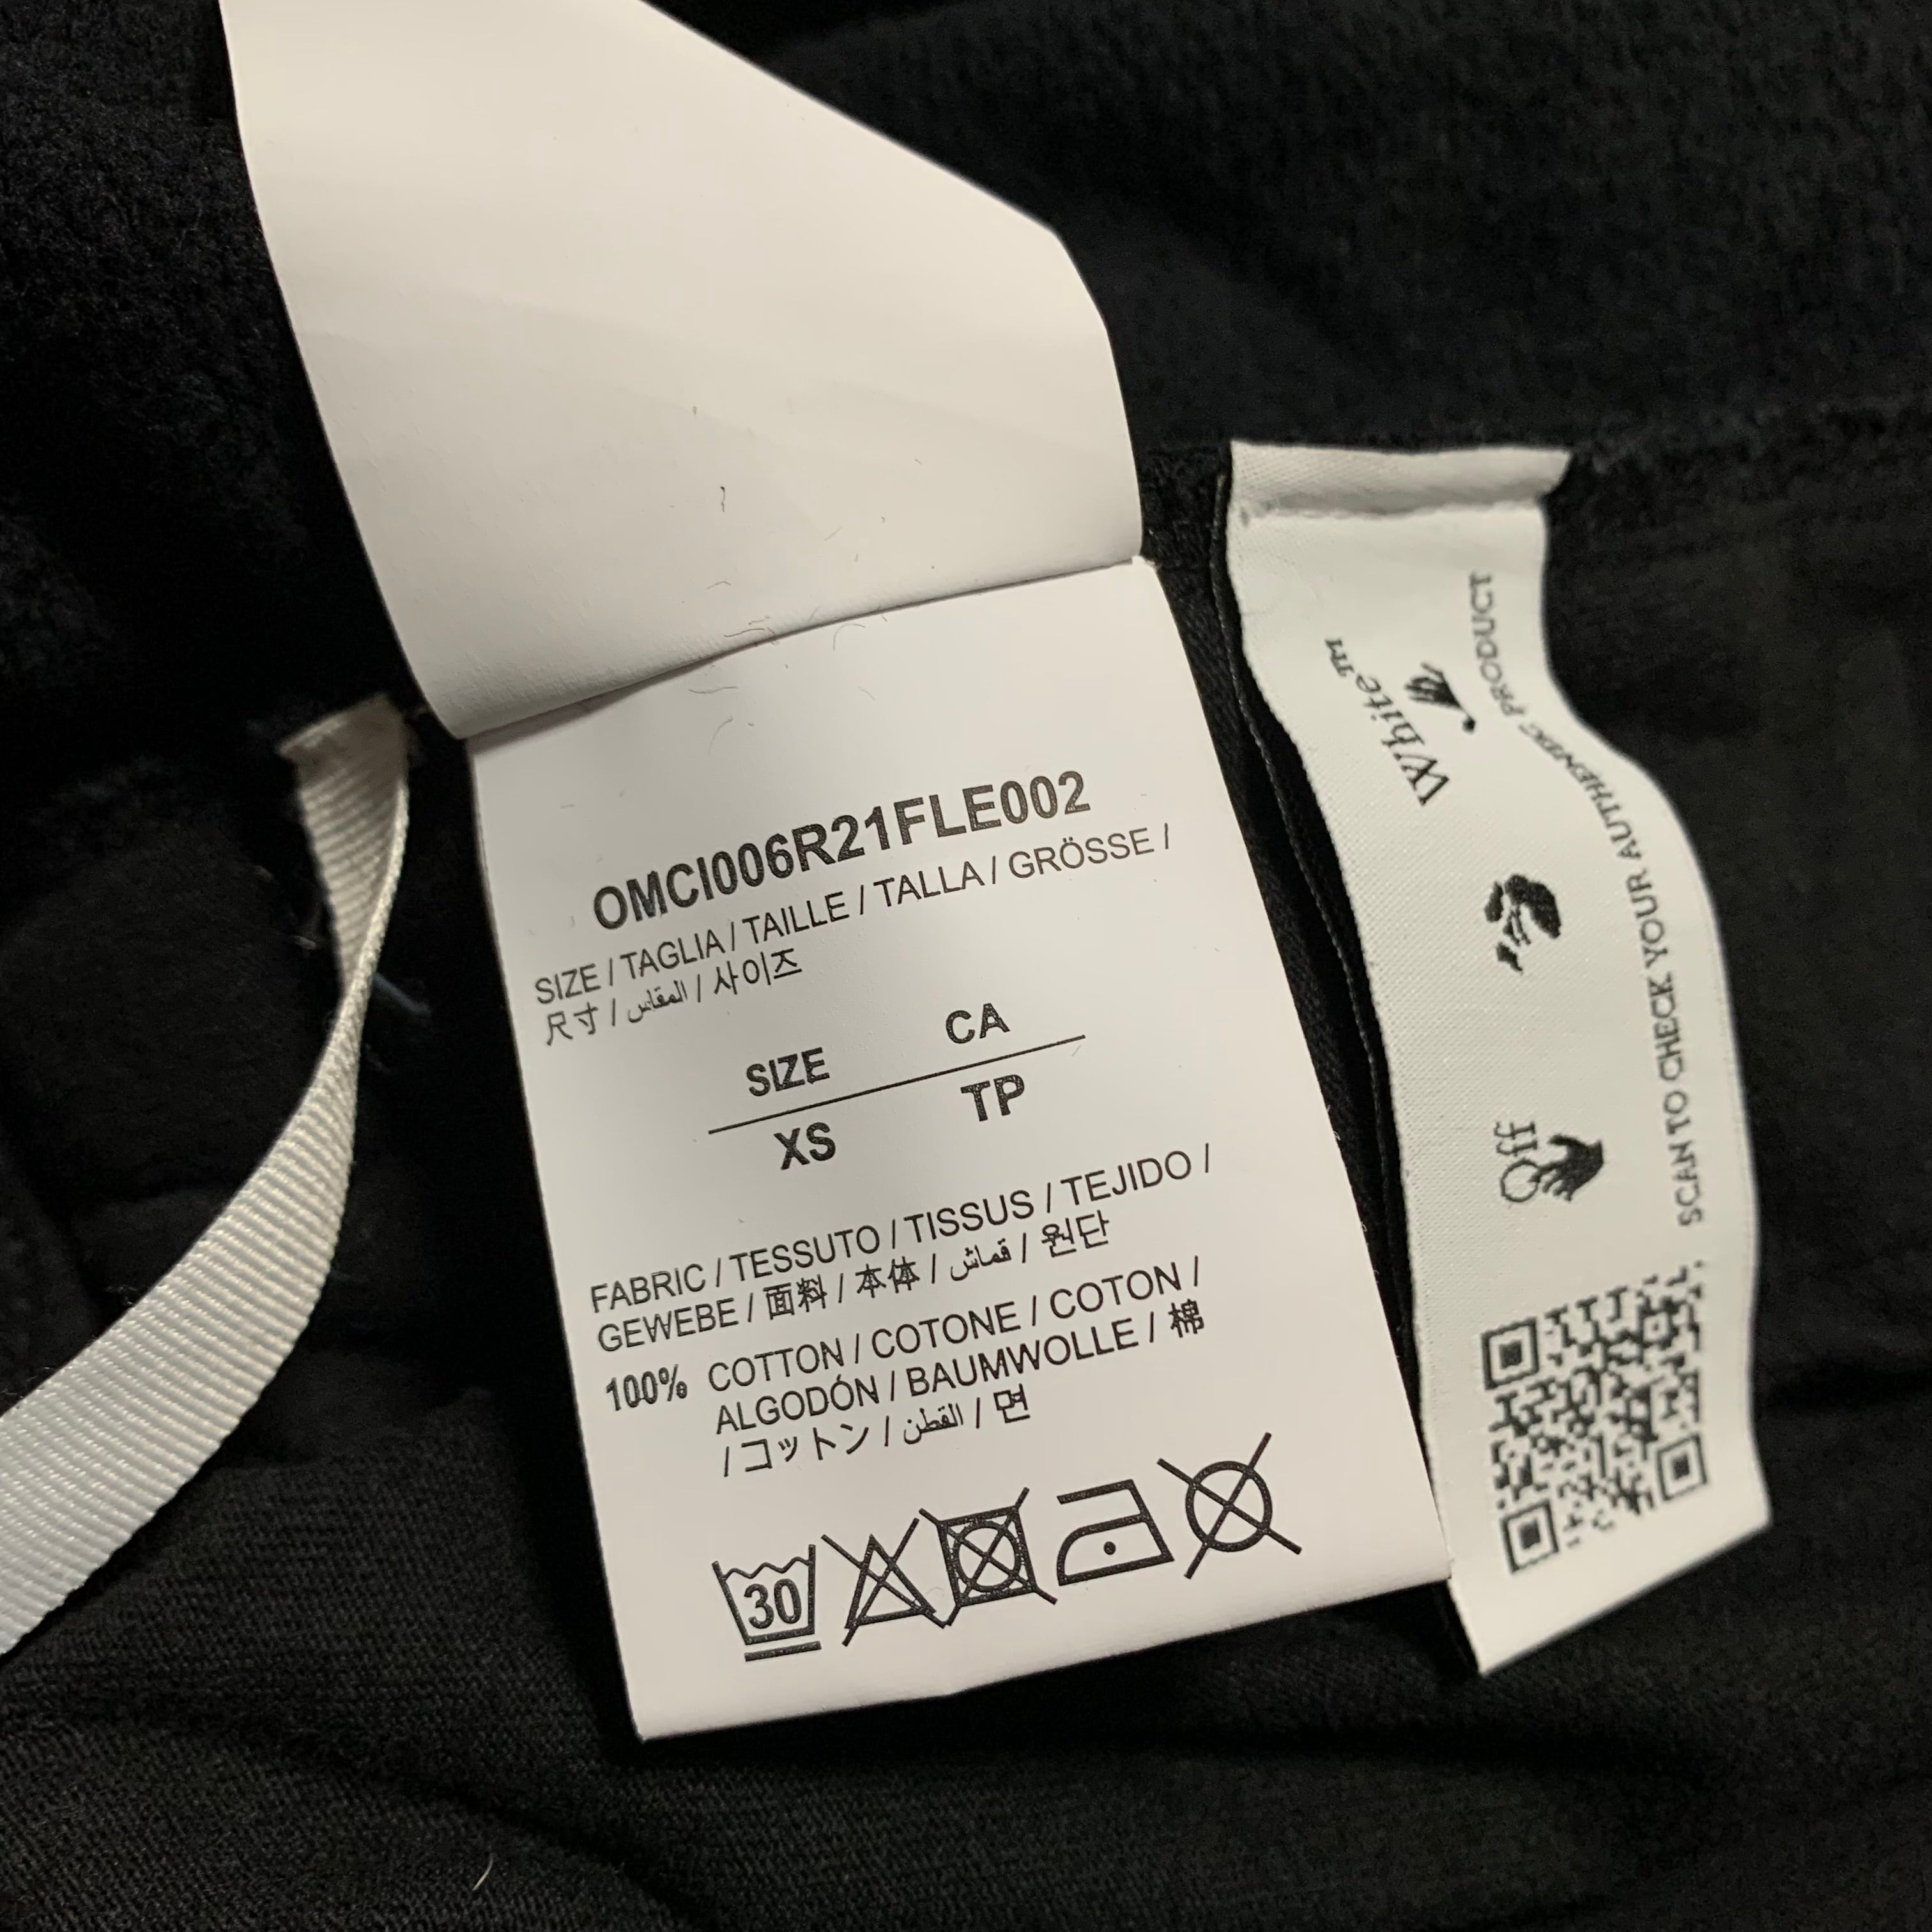 OMCI006R21FLE002
SIZE / TAGLIA / TAILLE / TALLA / GRÖSSE /
尺寸 / المقاس / 사이즈
SIZE CA
XS TP
FABRIC / TESSUTO / TISSUS / TEJIDO /
GEWEBE / 面料 / 本体 / قماش / 원단
100% COTTON / COTONE / COTON /
ALGODÓN / BAUMWOLLE / 棉
/ コットン / القطن / 면
30
Off
White™
SCAN TO CHECK YOUR AUTHENTIC PRODUCT